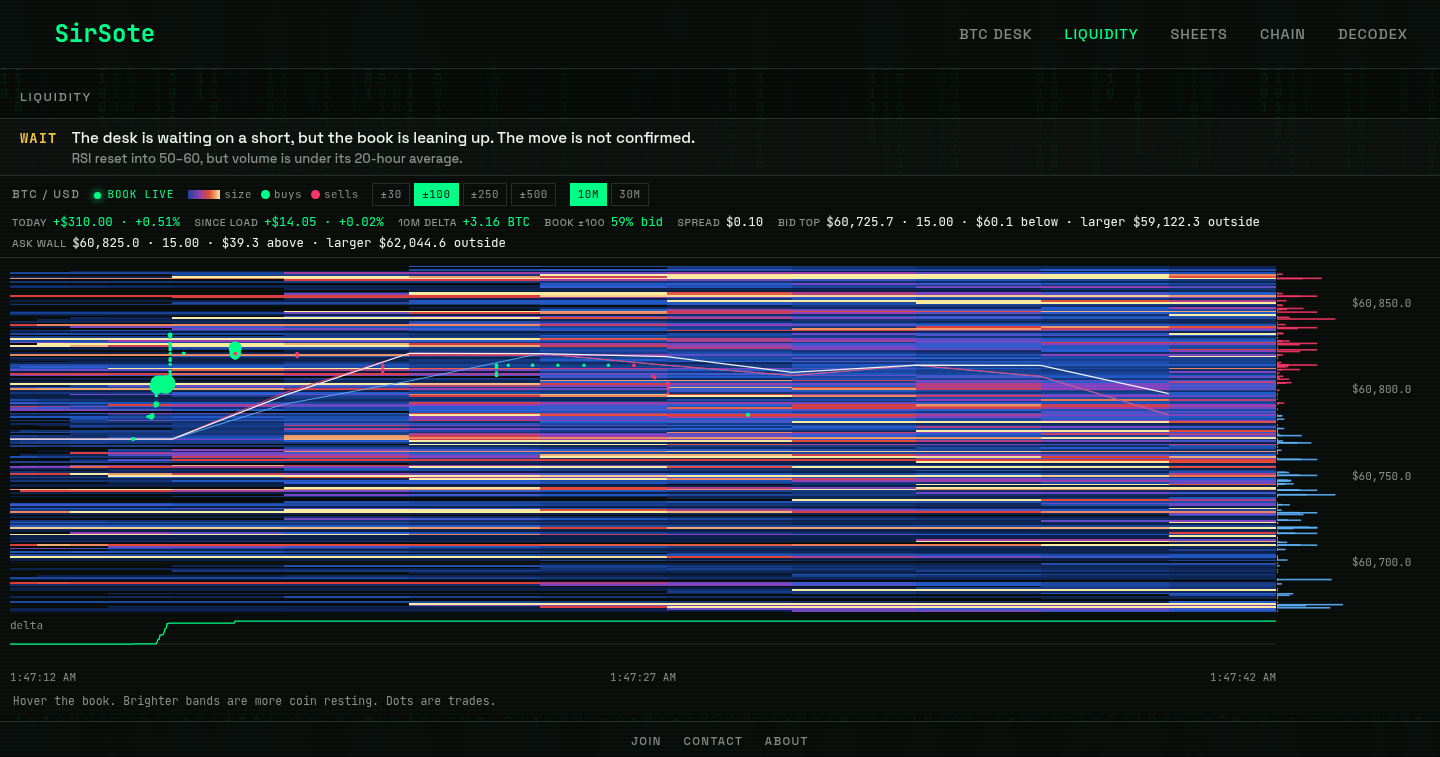 SirSote
BTC DESK LIQUIDITY SHEETS CHAIN DECODEX
LIQUIDITY
WAIT The desk is waiting on a short, but the book is leaning up. The move is not confirmed.
RSI reset into 50–60, but volume is under its 20-hour average.
BTC / USD BOOK LIVE size buys sells ±30 ±100 ±250 ±500 10M 30M
TODAY +$310.00 · +0.51% SINCE LOAD +$14.05 · +0.02% 10M DELTA +3.16 BTC BOOK ±100 59% bid SPREAD $0.10 BID TOP $60,725.7 · 15.00 · $60.1 below · larger $59,122.3 outside
ASK WALL $60,825.0 · 15.00 · $39.3 above · larger $62,044.6 outside
$60,850.0
$60,800.0
$60,750.0
$60,700.0
delta
1:47:12 AM 1:47:27 AM 1:47:42 AM
Hover the book. Brighter bands are more coin resting. Dots are trades.
JOIN CONTACT ABOUT